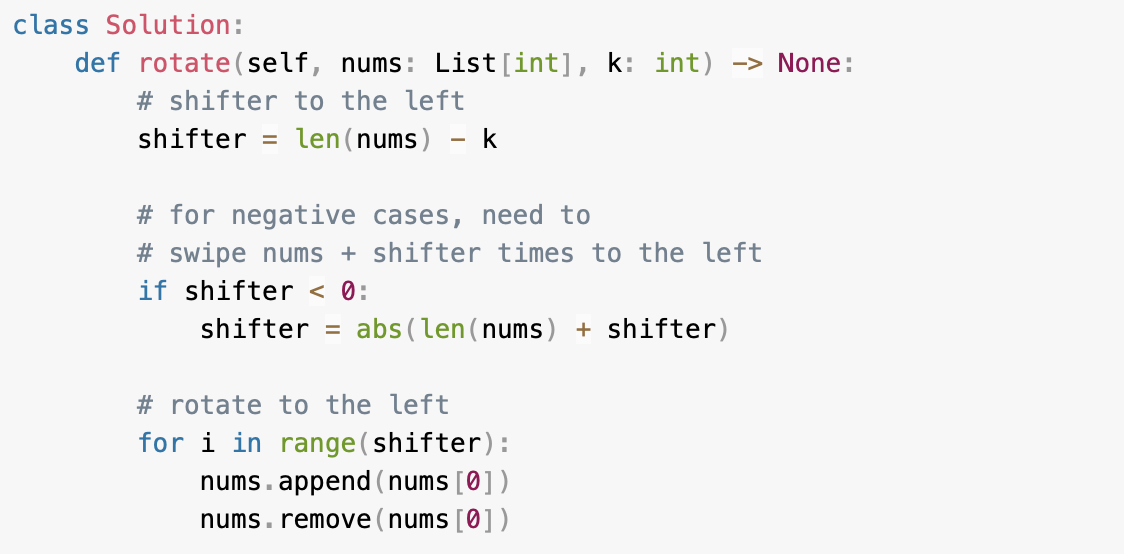 class Solution:
    def rotate(self, nums: List[int], k: int) -> None:
        # shifter to the left
        shifter = len(nums) - k

        # for negative cases, need to
        # swipe nums + shifter times to the left
        if shifter < 0:
            shifter = abs(len(nums) + shifter)

        # rotate to the left
        for i in range(shifter):
            nums.append(nums[0])
            nums.remove(nums[0])